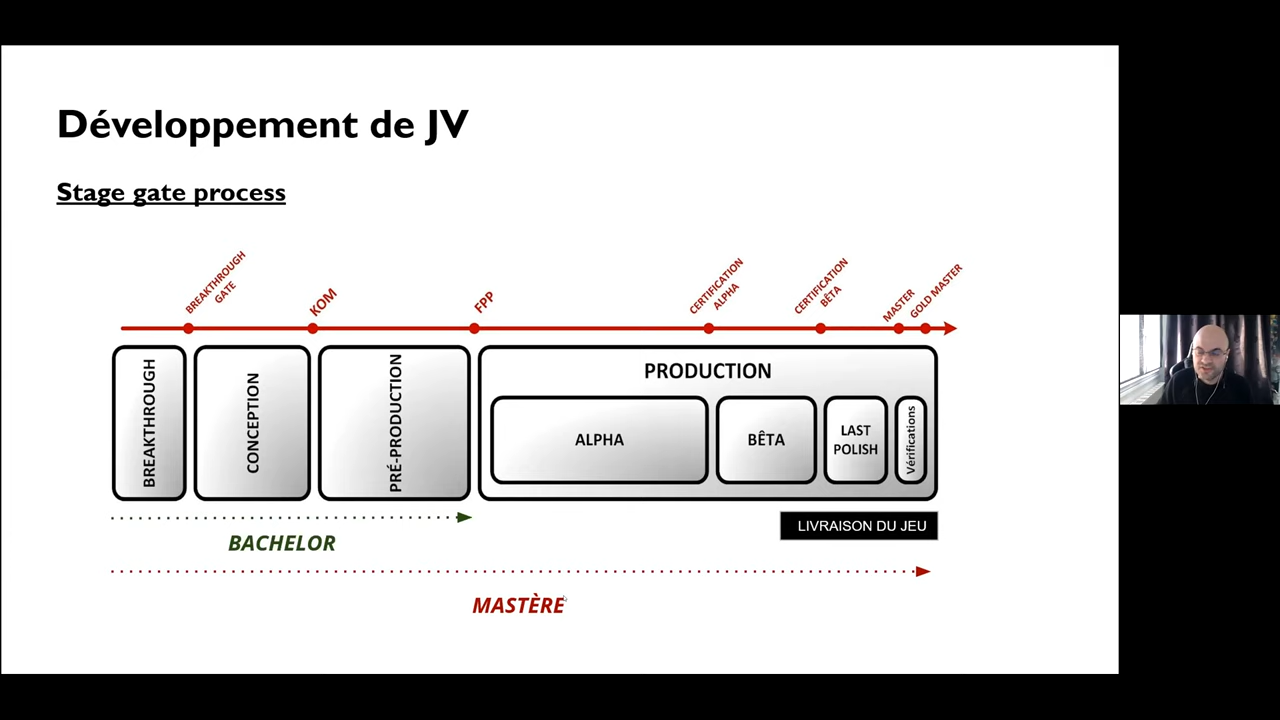 Développement de JV
Stage gate process
BREAKTHROUGH
GATE
KOM
FPP
CERTIFICATION
ALPHA
CERTIFICATION
BÊTA
MASTER
GOLD MASTER
BREAKTHROUGH
CONCEPTION
PRÉ-PRODUCTION
PRODUCTION
ALPHA
BÊTA
LAST
POLISH
Vérifications
LIVRAISON DU JEU
BACHELOR
MASTÈRE